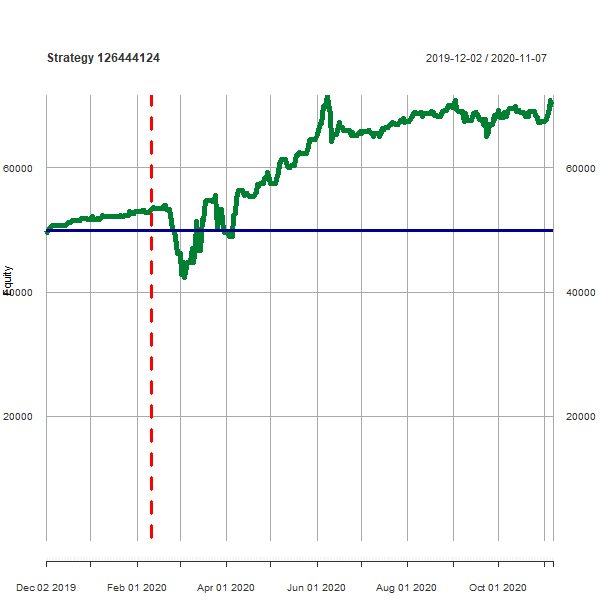 Strategy 126444124
2019-12-02 / 2020-11-07
60000
60000
Equity
40000
40000
20000
20000
Dec 02 2019
Feb 01 2020
Apr 01 2020
Jun 01 2020
Aug 01 2020
Oct 01 2020